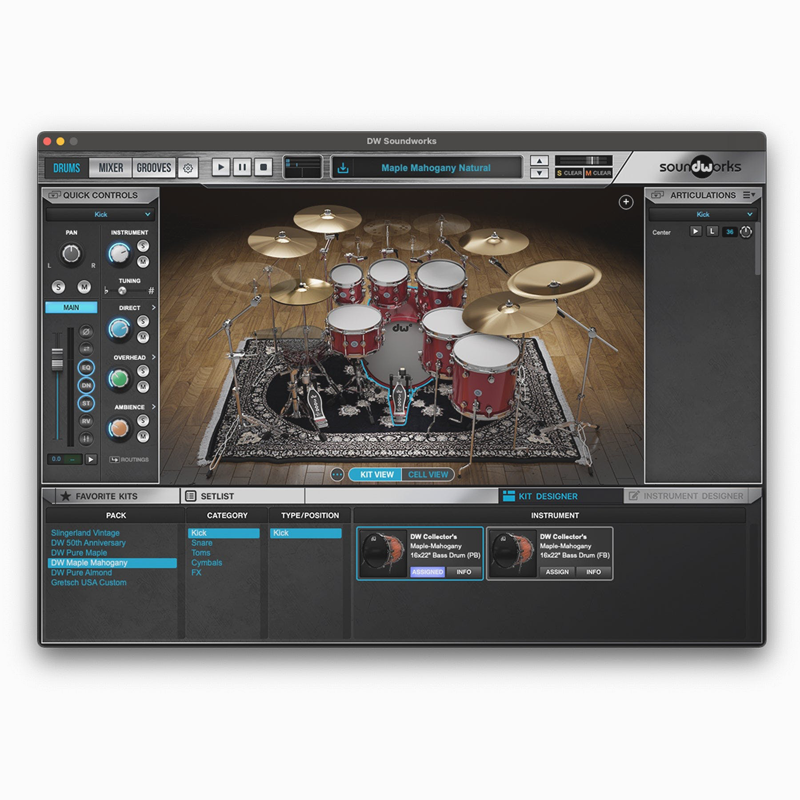 DW Soundworks
DRUMS MIXER GROOVES
Maple Mahogany Natural
S CLEAR M CLEAR
soundworks
QUICK CONTROLS
Kick
PAN
L R
S M
MAIN
EQ
DN
ST
RV
0.0
INSTRUMENT
S
M
TUNING
♭ #
DIRECT
S
M
OVERHEAD
S
M
AMBIENCE
S
M
ROUTINGS
dw
KIT VIEW CELL VIEW
ARTICULATIONS
Kick
Center L 36
FAVORITE KITS SETLIST KIT DESIGNER INSTRUMENT DESIGNER
PACK
Slingerland Vintage
DW 50th Anniversary
DW Pure Maple
DW Maple Mahogany
DW Pure Almond
Gretsch USA Custom
CATEGORY
Kick
Snare
Toms
Cymbals
FX
TYPE/POSITION
Kick
INSTRUMENT
DW Collector's
Maple-Mahogany
16x22" Bass Drum (PB)
ASSIGNED INFO
DW Collector's
Maple-Mahogany
16x22" Bass Drum (FB)
ASSIGN INFO